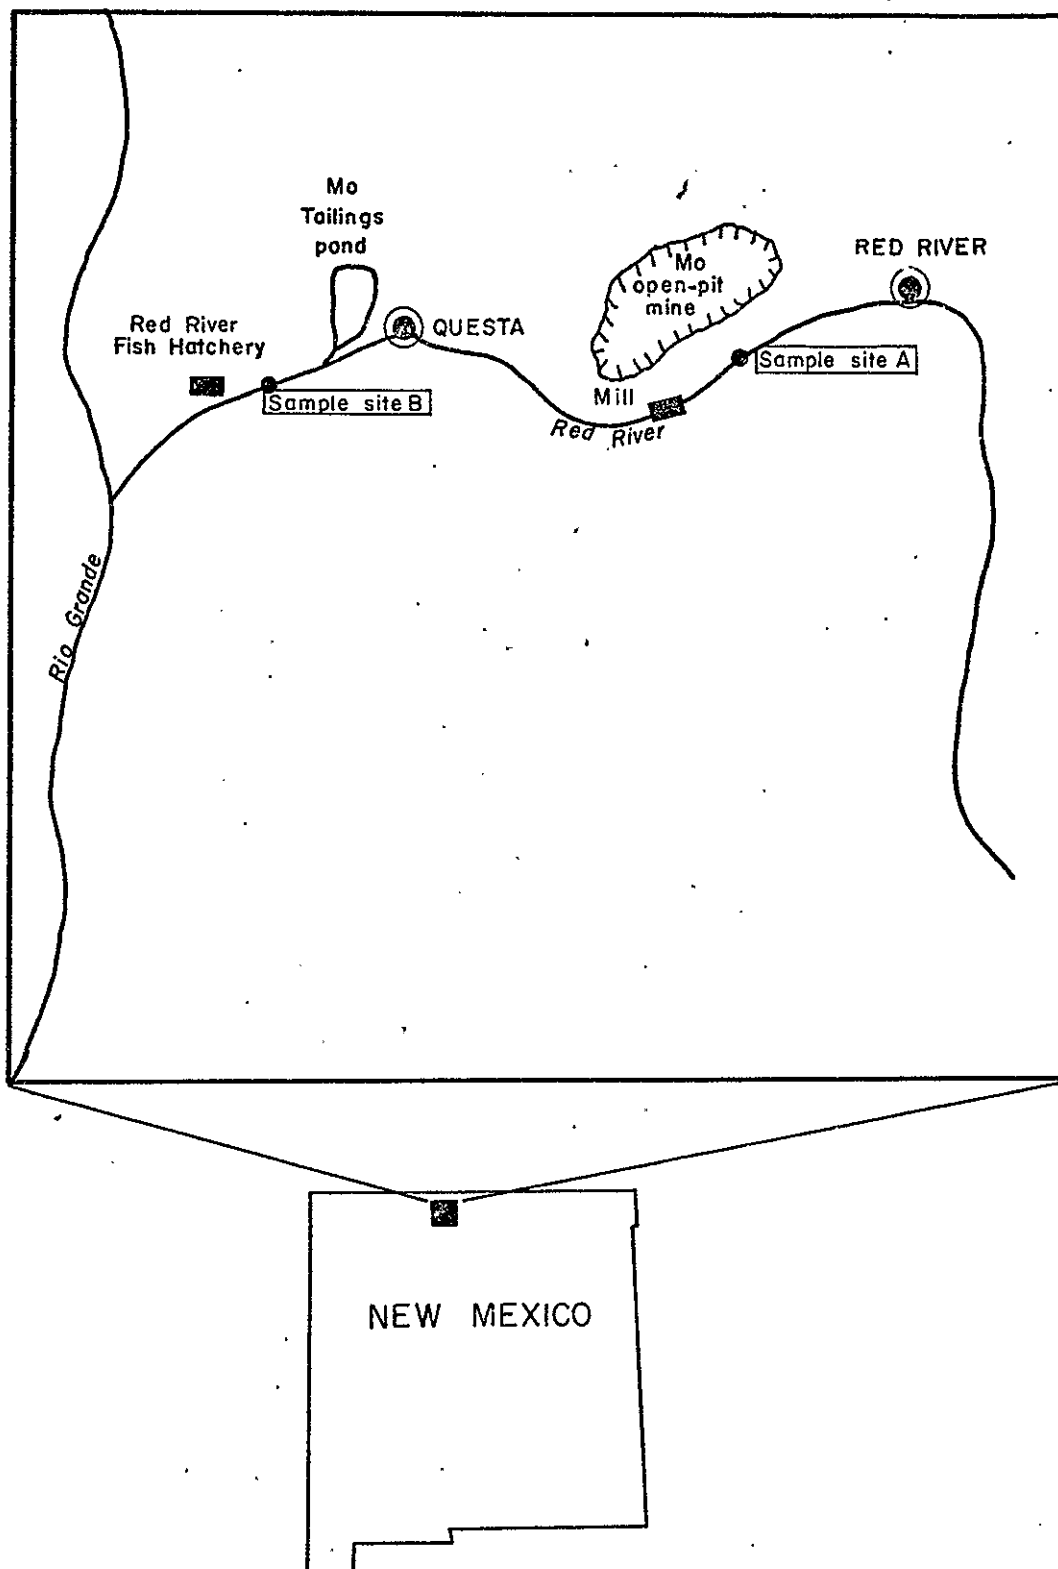 Mo
Tailings
pond
Red River
Fish Hatchery
QUESTA
Sample site B
Mo
open-pit
mine
Mill
Red River
RED RIVER
Sample site A
Rio Grande
NEW MEXICO